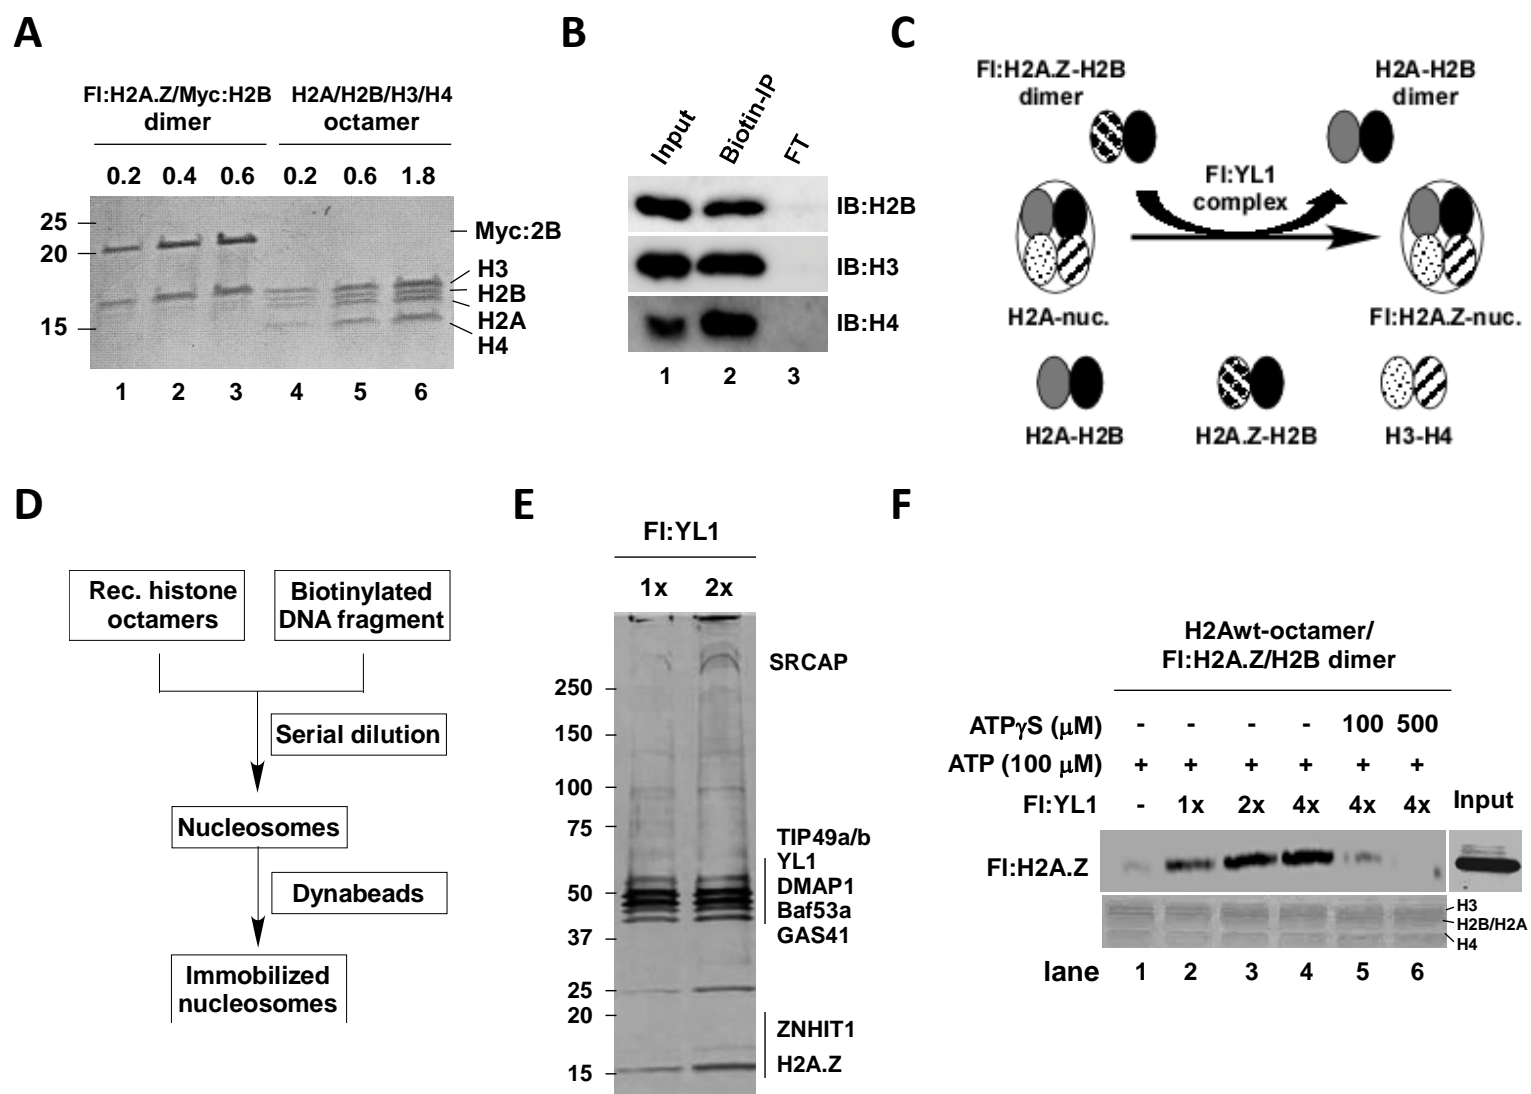 A
Fl:H2A.Z/Myc:H2B
dimer
H2A/H2B/H3/H4
octamer
0.2 0.4 0.6 0.2 0.6 1.8
25
20
15
Myc:2B
H3
H2B
H2A
H4
1 2 3 4 5 6
B
Input
Biotin-IP
FT
IB:H2B
IB:H3
IB:H4
1 2 3
C
Fl:H2A.Z-H2B
dimer
H2A-H2B
dimer
Fl:YL1
complex
H2A-nuc.
Fl:H2A.Z-nuc.
H2A-H2B
H2A.Z-H2B
H3-H4
D
Rec. histone
octamers
Biotinylated
DNA fragment
Serial dilution
Nucleosomes
Dynabeads
Immobilized
nucleosomes
E
Fl:YL1
1x 2x
250
150
100
75
50
37
25
20
15
SRCAP
TIP49a/b
YL1
DMAP1
Baf53a
GAS41
ZNHIT1
H2A.Z
F
H2Awt-octamer/
Fl:H2A.Z/H2B dimer
ATPγS (μM) - - - - 100 500
ATP (100 μM) + + + + + +
Fl:YL1 - 1x 2x 4x 4x 4x Input
Fl:H2A.Z
H3
H2B/H2A
H4
lane 1 2 3 4 5 6